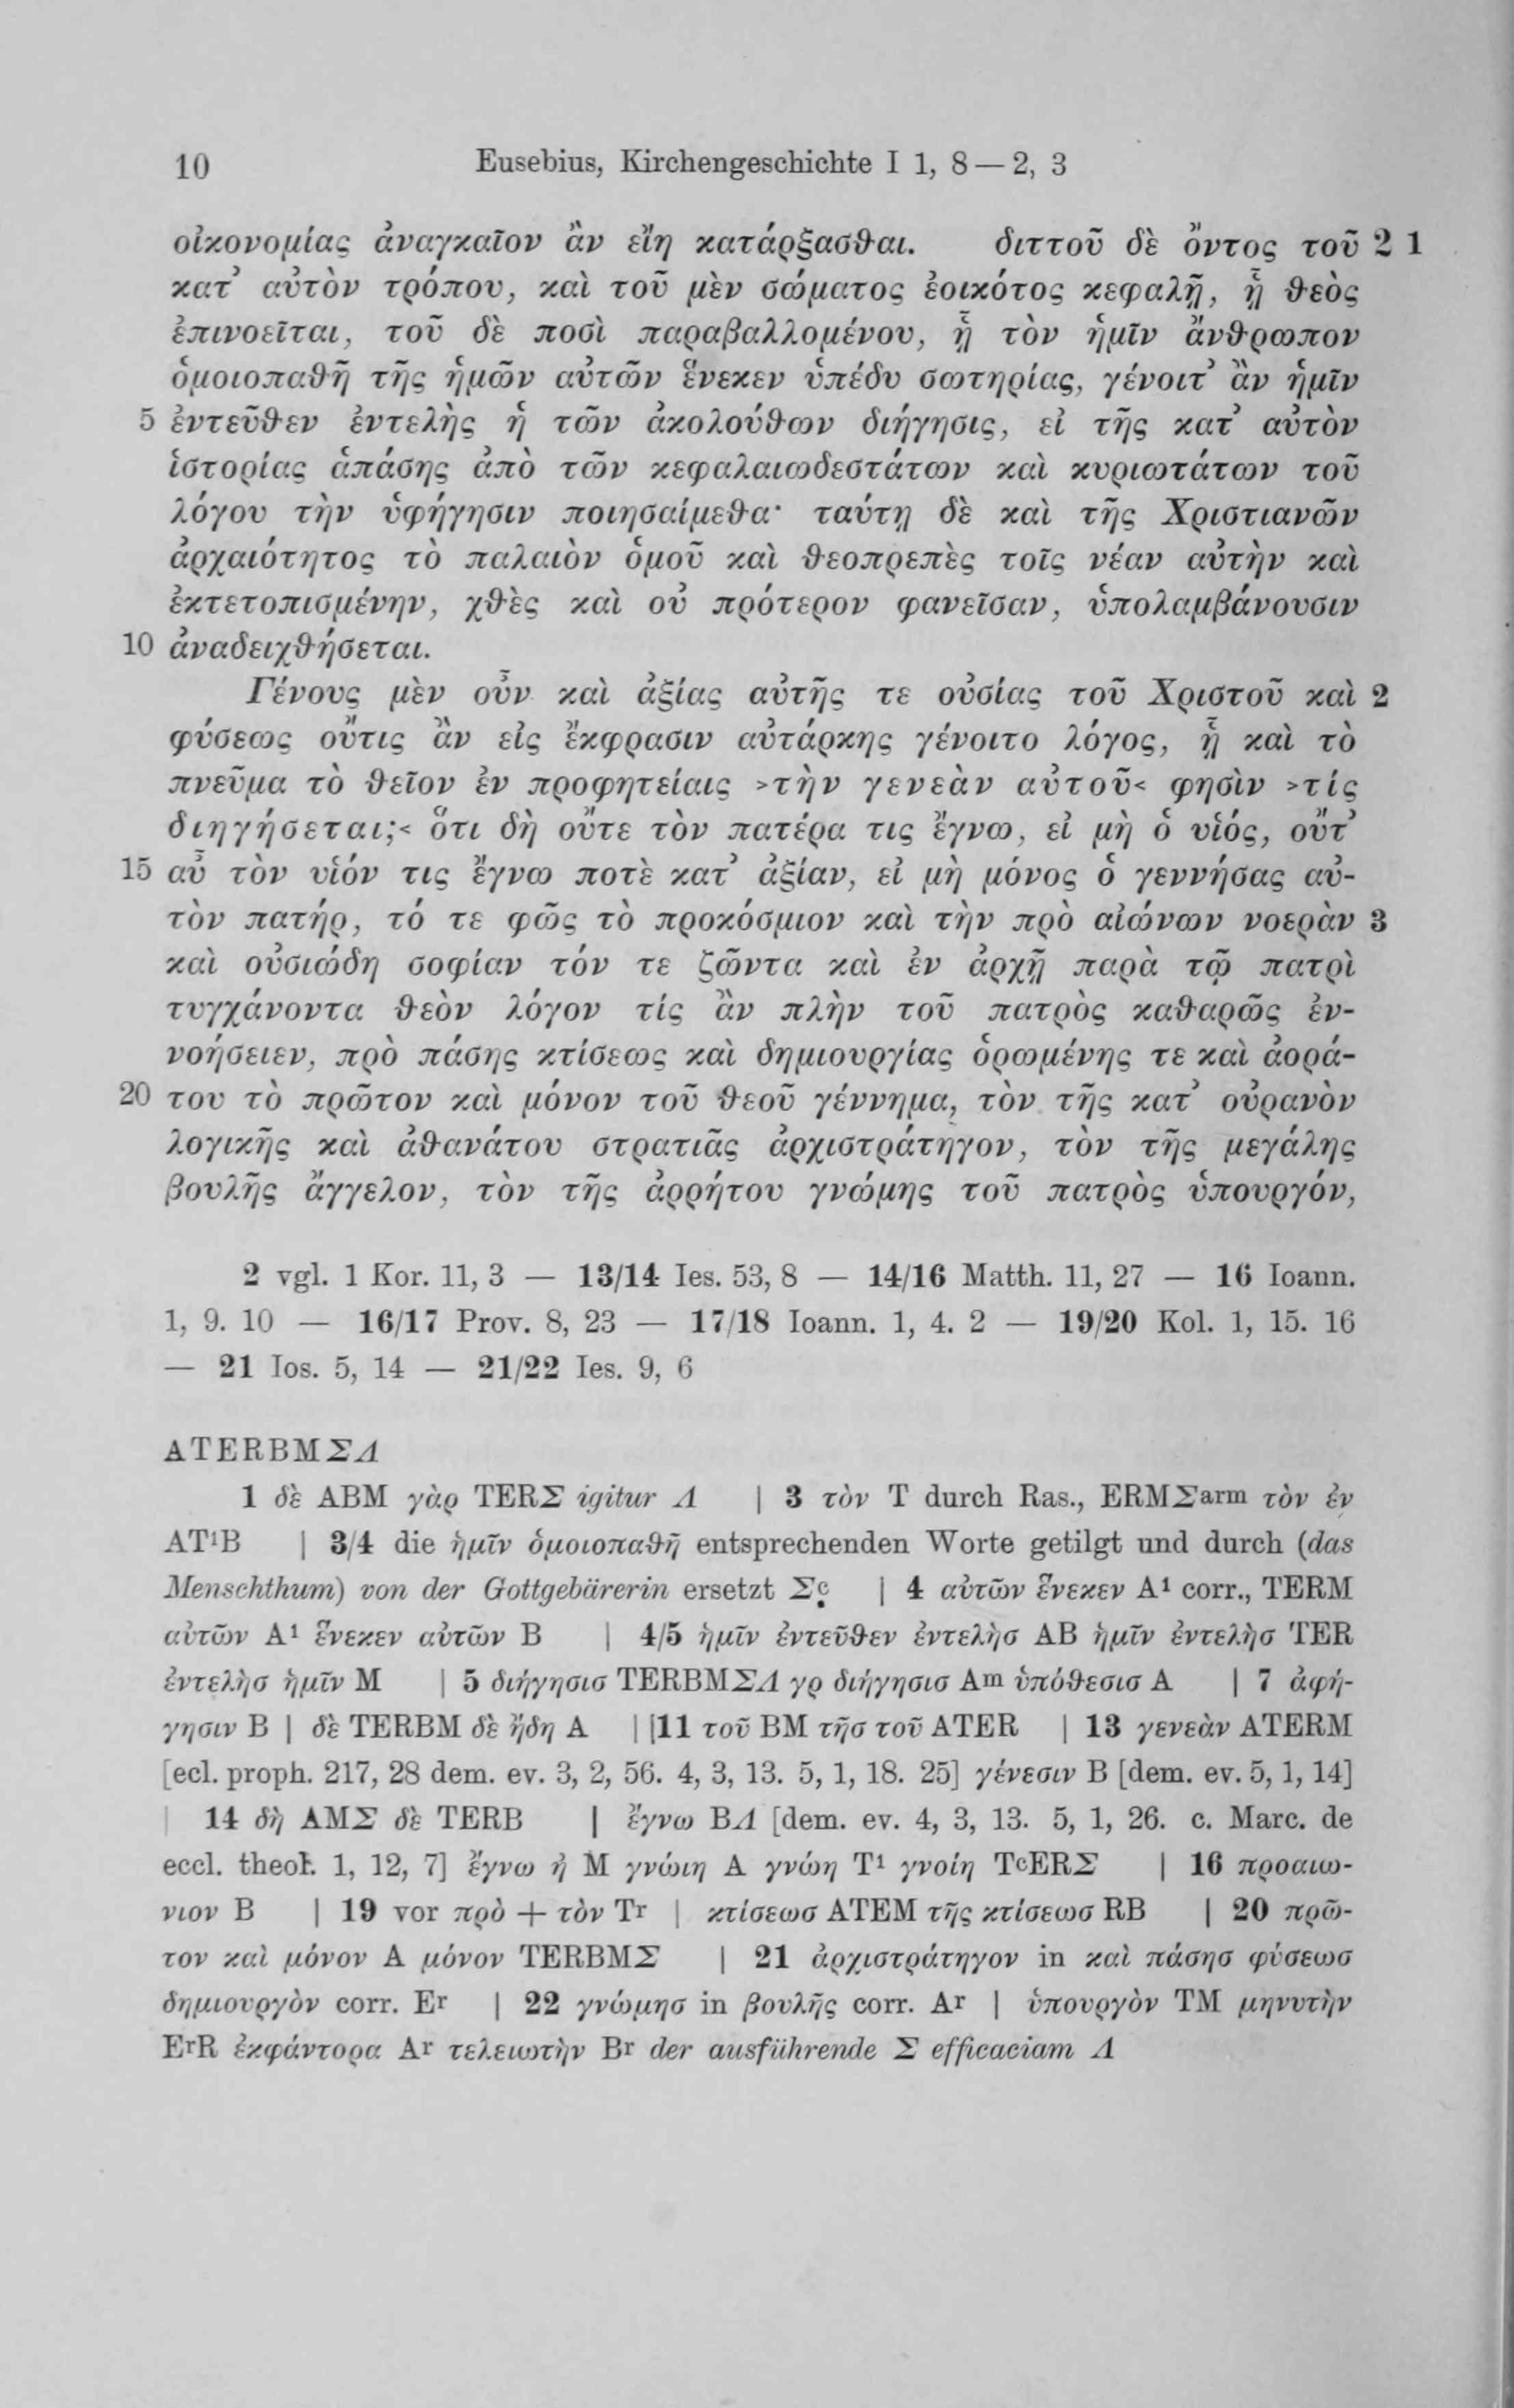 10 Eusebius, Kirchengeschichte I 1, 8 — 2, 3
οἰκονομίας ἀναγκαῖον ἂν εἴη κατάρξασθαι. διττοῦ δὲ ὄντος τοῦ 2 1
κατ’ αὐτὸν τρόπου, καὶ τοῦ μὲν σώματος ἐοικότος κεφαλῇ, ᾗ θεὸς
ἐπινοεῖται, τοῦ δὲ ποσὶ παραβαλλομένου, ᾗ τὸν ἡμῖν ἄνθρωπον
ὁμοιοπαθῆ τῆς ἡμῶν αὐτῶν ἕνεκεν ὑπέδυ σωτηρίας, γένοιτ’ ἂν ἡμῖν
5 ἐντεῦθεν ἐντελὴς ἡ τῶν ἀκολούθων διήγησις, εἰ τῆς κατ’ αὐτὸν
ἱστορίας ἁπάσης ἀπὸ τῶν κεφαλαιωδεστάτων καὶ κυριωτάτων τοῦ
λόγου τὴν ὑφήγησιν ποιησαίμεθα· ταύτῃ δὲ καὶ τῆς Χριστιανῶν
ἀρχαιότητος τὸ παλαιὸν ὁμοῦ καὶ θεοπρεπὲς τοῖς νέαν αὐτὴν καὶ
ἐκτετοπισμένην, χθὲς καὶ οὐ πρότερον φανεῖσαν, ὑπολαμβάνουσιν
10 ἀναδειχθήσεται.
Γένους μὲν οὖν καὶ ἀξίας αὐτῆς τε οὐσίας τοῦ Χριστοῦ καὶ 2
φύσεως οὔτις ἂν εἰς ἔκφρασιν αὐτάρκης γένοιτο λόγος, ᾗ καὶ τὸ
πνεῦμα τὸ θεῖον ἐν προφητείαις >τὴν γενεὰν αὐτοῦ< φησὶν >τίς
διηγήσεται;< ὅτι δὴ οὔτε τὸν πατέρα τις ἔγνω, εἰ μὴ ὁ υἱός, οὔτ’
15 αὖ τὸν υἱόν τις ἔγνω ποτὲ κατ’ ἀξίαν, εἰ μὴ μόνος ὁ γεννήσας αὐ-
τὸν πατήρ, τό τε φῶς τὸ προκόσμιον καὶ τὴν πρὸ αἰώνων νοερὰν 3
καὶ οὐσιώδη σοφίαν τόν τε ζῶντα καὶ ἐν ἀρχῇ παρὰ τῷ πατρὶ
τυγχάνοντα θεὸν λόγον τίς ἂν πλὴν τοῦ πατρὸς καθαρῶς ἐν-
νοήσειεν, πρὸ πάσης κτίσεως καὶ δημιουργίας ὁρωμένης τε καὶ ἀορά-
20 του τὸ πρῶτον καὶ μόνον τοῦ θεοῦ γέννημα, τὸν τῆς κατ’ οὐρανὸν
λογικῆς καὶ ἀθανάτου στρατιᾶς ἀρχιστράτηγον, τὸν τῆς μεγάλης
βουλῆς ἄγγελον, τὸν τῆς ἀρρήτου γνώμης τοῦ πατρὸς ὑπουργόν,
2 vgl. 1 Kor. 11, 3 — 13/14 Ies. 53, 8 — 14/16 Matth. 11, 27 — 16 Ioann.
1, 9. 10 — 16/17 Prov. 8, 23 — 17/18 Ioann. 1, 4. 2 — 19/20 Kol. 1, 15. 16
— 21 Ios. 5, 14 — 21/22 Ies. 9, 6
ATERBMΣΛ
1 δὲ ABM γὰρ TERΣ igitur Λ | 3 τὸν T durch Ras., ERMΣarm τὸν ἐν
AT¹B | 3/4 die ἡμῖν ὁμοιοπαθῆ entsprechenden Worte getilgt und durch (das
Menschthum) von der Gottgebärerin ersetzt Σc | 4 αὐτῶν ἕνεκεν A¹ corr., TERM
αὐτῶν A¹ ἕνεκεν αὐτῶν B | 4/5 ἡμῖν ἐντεῦθεν ἐντελὴσ AB ἡμῖν ἐντελὴσ TER
ἐντελὴσ ἡμῖν M | 5 διήγησισ TERBMΣΛ γρ διήγησισ Am ὑπόθεσισ A | 7 ἀφή-
γησιν B | δὲ TERBM δὲ ἤδη A | [11 τοῦ BM τῆσ τοῦ ATER | 13 γενεὰν ATERM
[ecl. proph. 217, 28 dem. ev. 3, 2, 56. 4, 3, 13. 5, 1, 18. 25] γένεσιν B [dem. ev. 5, 1, 14]
| 14 δὴ AMΣ δὲ TERB | ἔγνω BΛ [dem. ev. 4, 3, 13. 5, 1, 26. c. Marc. de
eccl. theol. 1, 12, 7] ἔγνω ἢ M γνώιη A γνώη T¹ γνοίη TcERΣ | 16 προαιω-
νιον B | 19 vor πρὸ + τὸν Tr | κτίσεωσ ATEM τῆς κτίσεωσ RB | 20 πρῶ-
τον καὶ μόνον A μόνον TERBMΣ | 21 ἀρχιστράτηγον in καὶ πάσησ φύσεωσ
δημιουργὸν corr. Er | 22 γνώμησ in βουλῆς corr. Ar | ὑπουργὸν TM μηνυτὴν
ErR ἐκφάντορα Ar τελειωτὴν Br der ausführende Σ efficaciam Λ